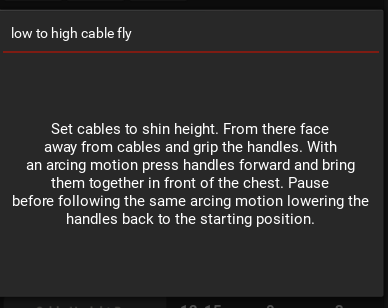 low to high cable fly
Set cables to shin height. From there face
away from cables and grip the handles. With
an arcing motion press handles forward and bring
them together in front of the chest. Pause
before following the same arcing motion lowering the
handles back to the starting position.